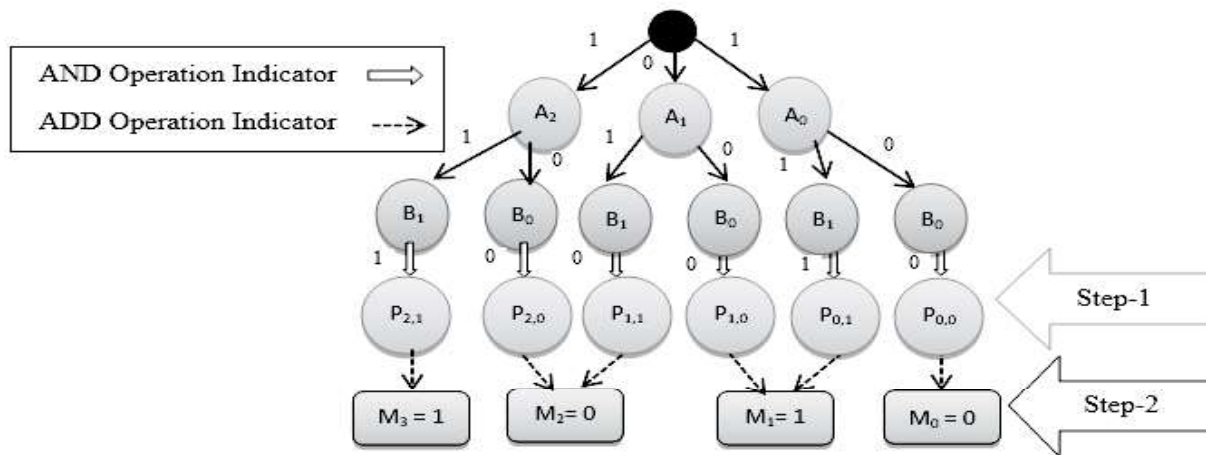 1 0 1
AND Operation Indicator
ADD Operation Indicator
A₂ A₁ A₀
1 0 1 0 1 0
B₁ B₀ B₁ B₀ B₁ B₀
1 0 0 0 1 0
P₂,₁ P₂,₀ P₁,₁ P₁,₀ P₀,₁ P₀,₀
Step-1
M₃ = 1 M₂= 0 M₁= 1 M₀ = 0
Step-2